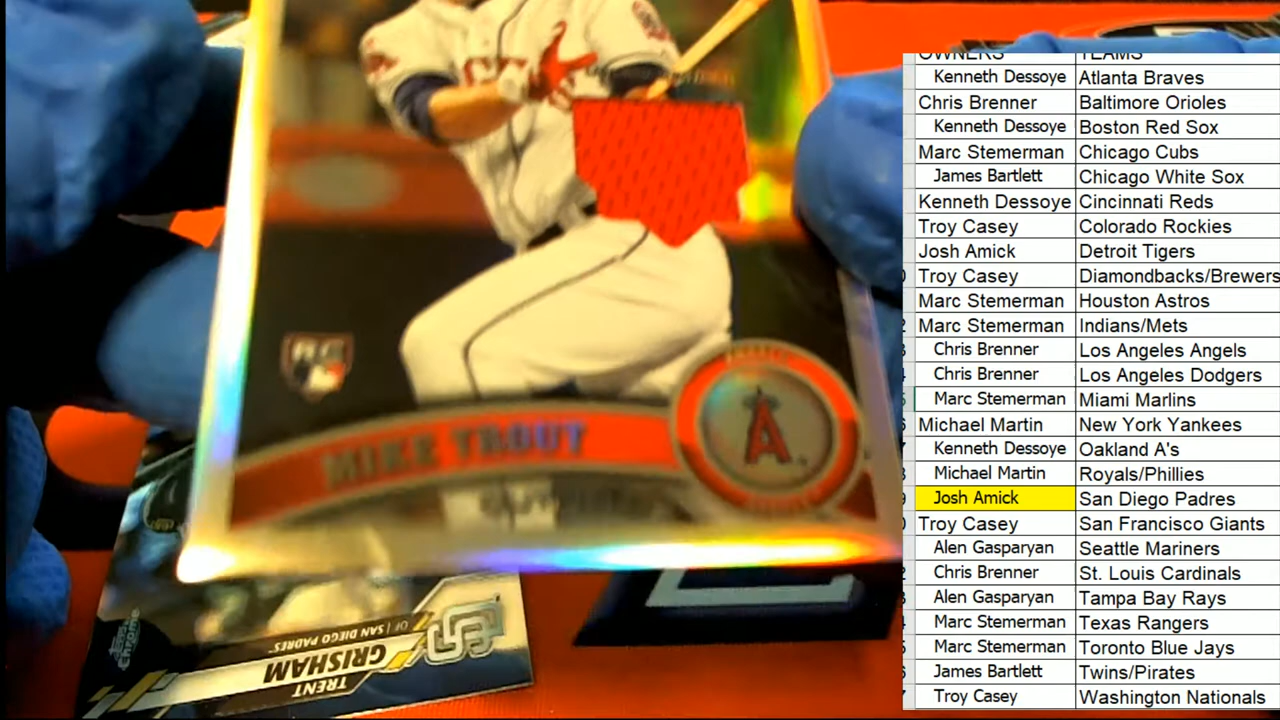 OWNERS TEAMS
Kenneth Dessoye Atlanta Braves
Chris Brenner Baltimore Orioles
Kenneth Dessoye Boston Red Sox
Marc Stemerman Chicago Cubs
James Bartlett Chicago White Sox
Kenneth Dessoye Cincinnati Reds
Troy Casey Colorado Rockies
Josh Amick Detroit Tigers
Troy Casey Diamondbacks/Brewers
Marc Stemerman Houston Astros
Marc Stemerman Indians/Mets
Chris Brenner Los Angeles Angels
Chris Brenner Los Angeles Dodgers
Marc Stemerman Miami Marlins
Michael Martin New York Yankees
Kenneth Dessoye Oakland A's
Michael Martin Royals/Phillies
Josh Amick San Diego Padres
Troy Casey San Francisco Giants
Alen Gasparyan Seattle Mariners
Chris Brenner St. Louis Cardinals
Alen Gasparyan Tampa Bay Rays
Marc Stemerman Texas Rangers
Marc Stemerman Toronto Blue Jays
James Bartlett Twins/Pirates
Troy Casey Washington Nationals
MIKE TROUT
A
Topps Chrome
OF | SAN DIEGO PADRES
TRENT
GRISHAM